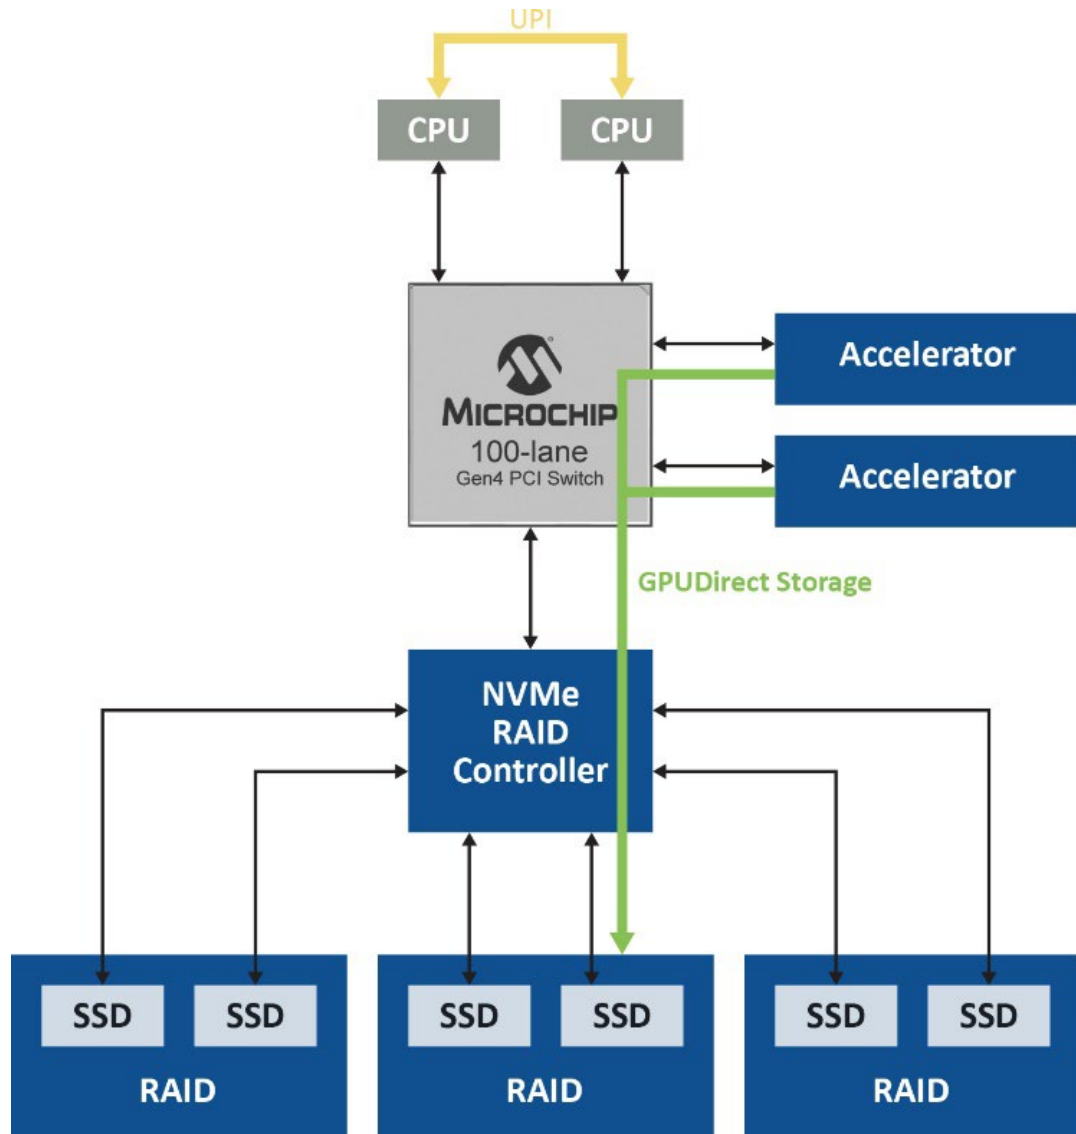 UPI
CPU
CPU
MICROCHIP
100-lane
Gen4 PCI Switch
Accelerator
Accelerator
GPUDirect Storage
NVMe
RAID
Controller
SSD
SSD
SSD
SSD
SSD
SSD
RAID
RAID
RAID